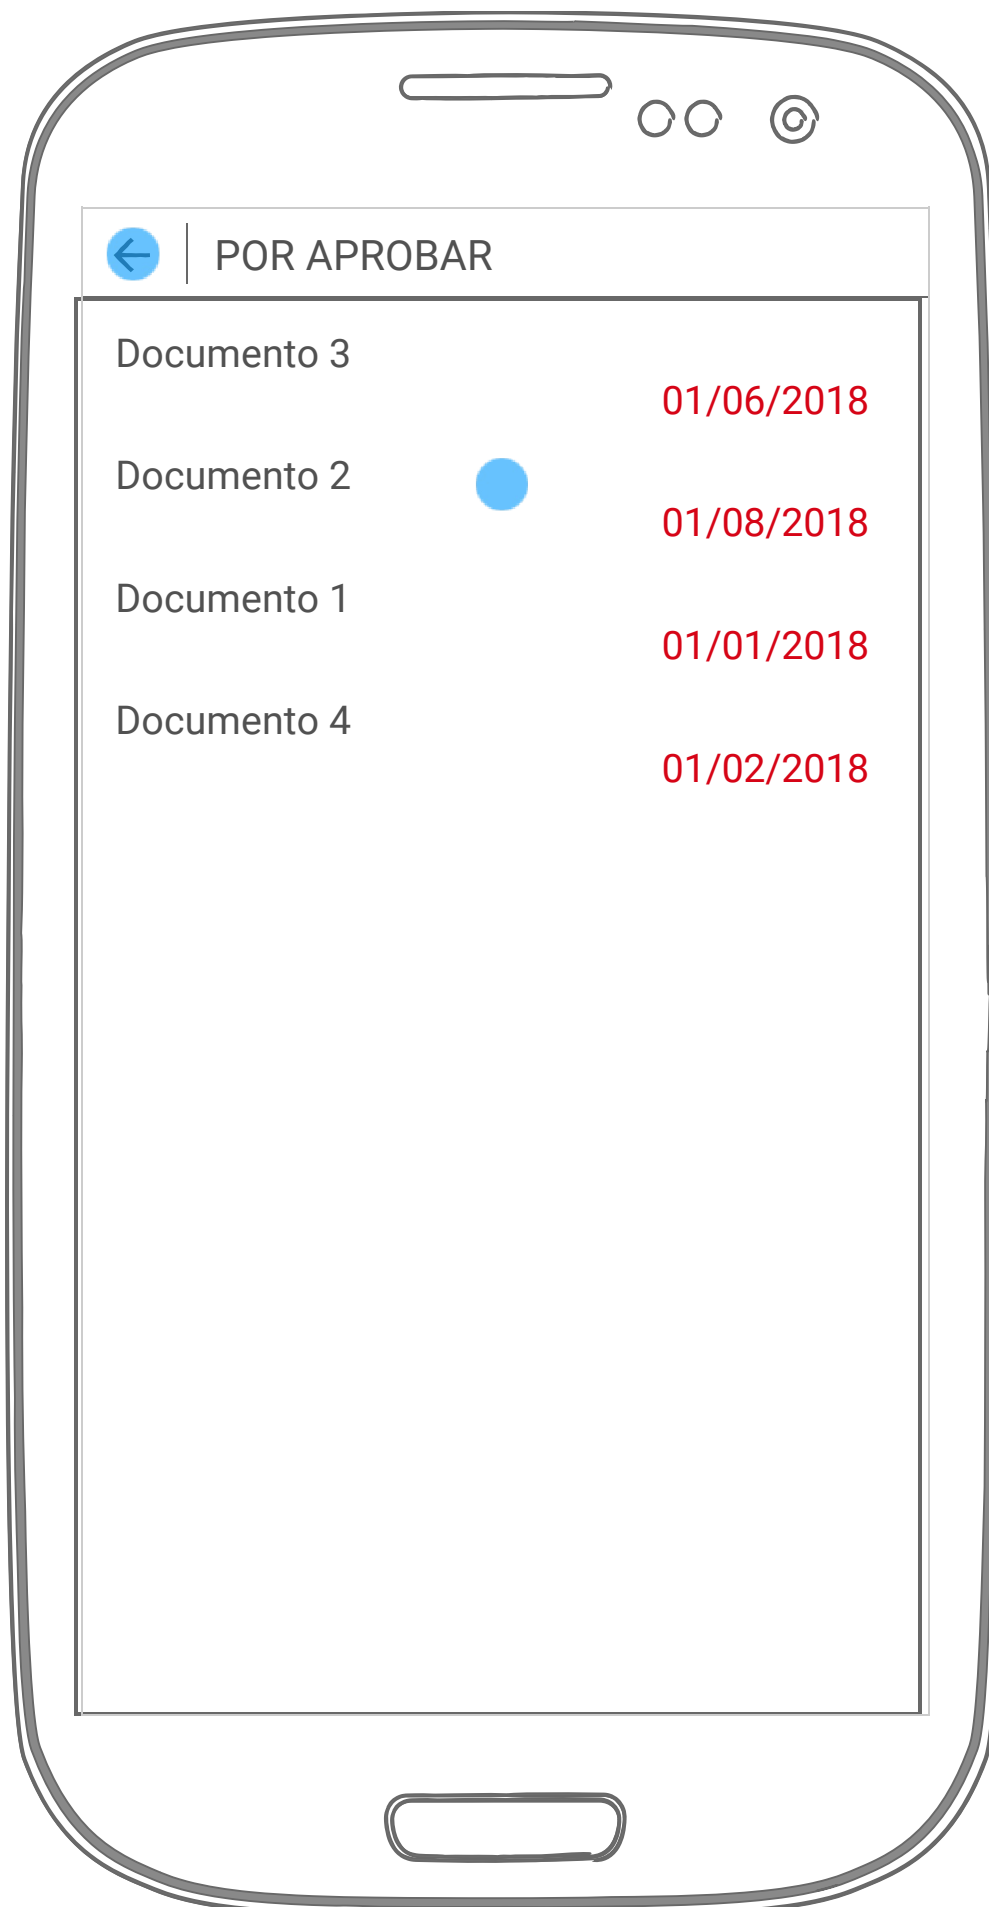 POR APROBAR
Documento 3
01/06/2018
Documento 2
01/08/2018
Documento 1
01/01/2018
Documento 4
01/02/2018